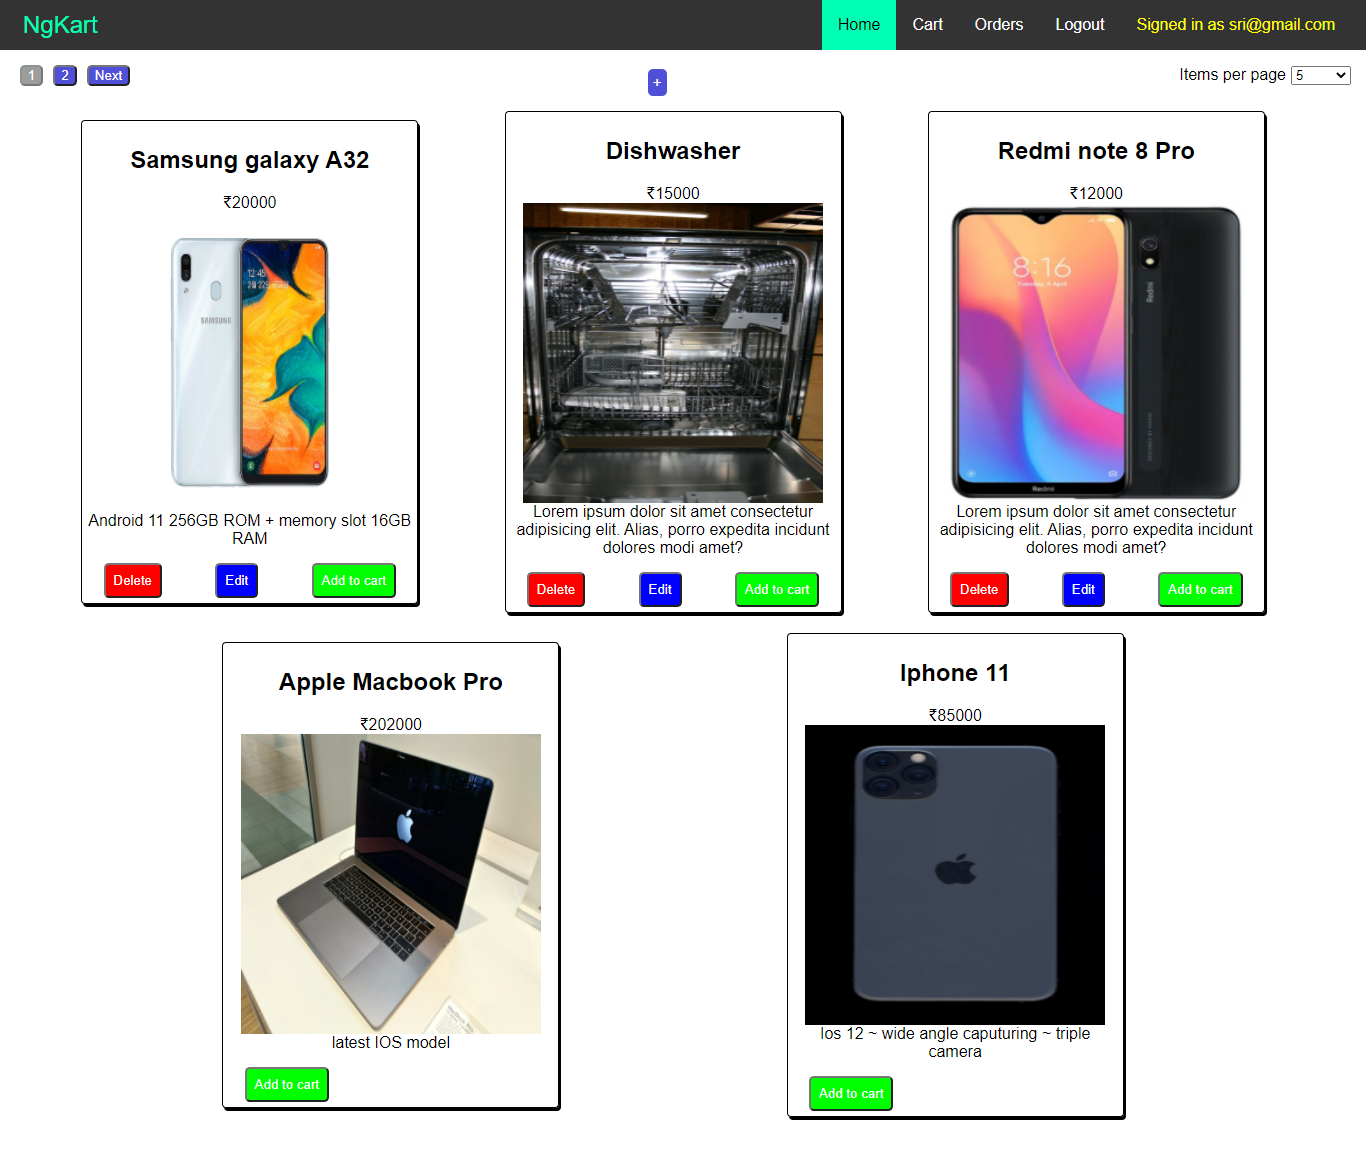 NgKart
Home Cart Orders Logout Signed in as sri@gmail.com
1 2 Next + Items per page 5
Samsung galaxy A32
₹20000
12:45
SAMSUNG
Android 11 256GB ROM + memory slot 16GB
RAM
Delete Edit Add to cart
Dishwasher
₹15000
Lorem ipsum dolor sit amet consectetur
adipisicing elit. Alias, porro expedita incidunt
dolores modi amet?
Delete Edit Add to cart
Redmi note 8 Pro
₹12000
8:16
Tuesday, 5 April
Redmi
Redmi
Lorem ipsum dolor sit amet consectetur
adipisicing elit. Alias, porro expedita incidunt
dolores modi amet?
Delete Edit Add to cart
Apple Macbook Pro
₹202000
latest IOS model
Add to cart
Iphone 11
₹85000
Ios 12 ~ wide angle caputuring ~ triple
camera
Add to cart